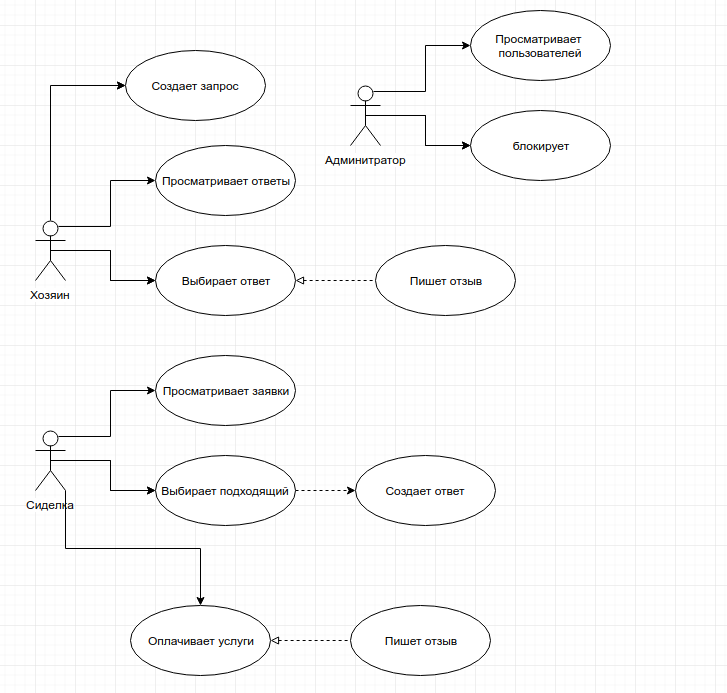 Просматривает
пользователей
Создает запрос
блокирует
Админитратор
Просматривает ответы
Выбирает ответ
Пишет отзыв
Хозяин
Просматривает заявки
Выбирает подходящий
Создает ответ
Сиделка
Оплачивает услуги
Пишет отзыв